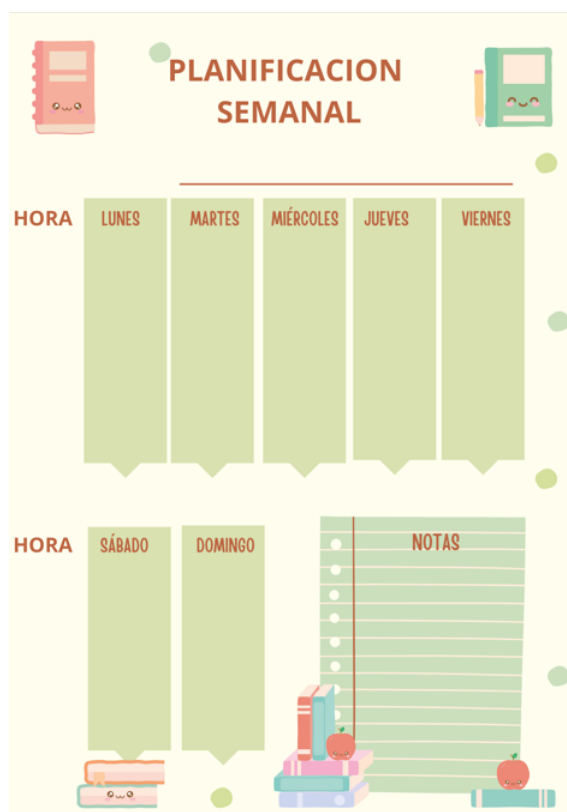 PLANIFICACION
SEMANAL
HORA LUNES MARTES MIÉRCOLES JUEVES VIERNES
HORA SÁBADO DOMINGO NOTAS